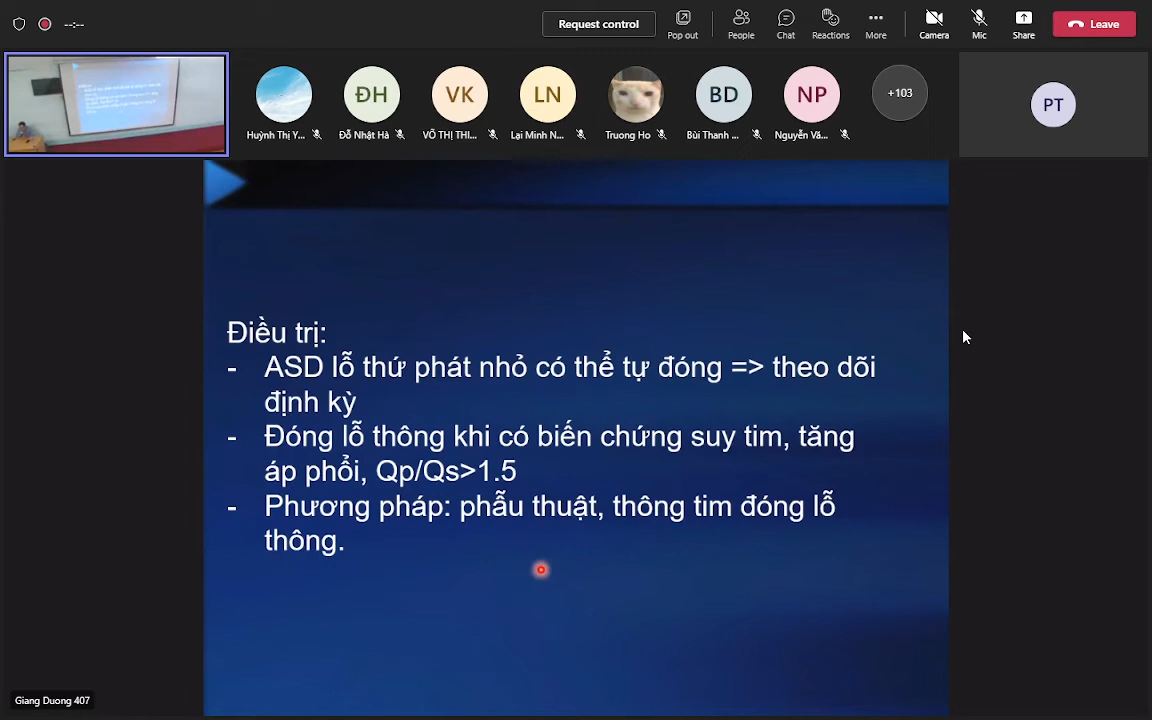 --:--
Request control
Pop out
People
Chat
Reactions
More
Camera
Mic
Share
Leave
Huỳnh Thị Y...
ĐH
Đỗ Nhật Hà
VK
VÕ THỊ THI...
LN
Lại Minh N...
Truong Ho
BD
Bùi Thanh ...
NP
Nguyễn Vă...
+103
PT
Điều trị:
- ASD lỗ thứ phát nhỏ có thể tự đóng => theo dõi
định kỳ
- Đóng lỗ thông khi có biến chứng suy tim, tăng
áp phổi, Qp/Qs>1.5
- Phương pháp: phẫu thuật, thông tim đóng lỗ
thông.
Giang Duong 407